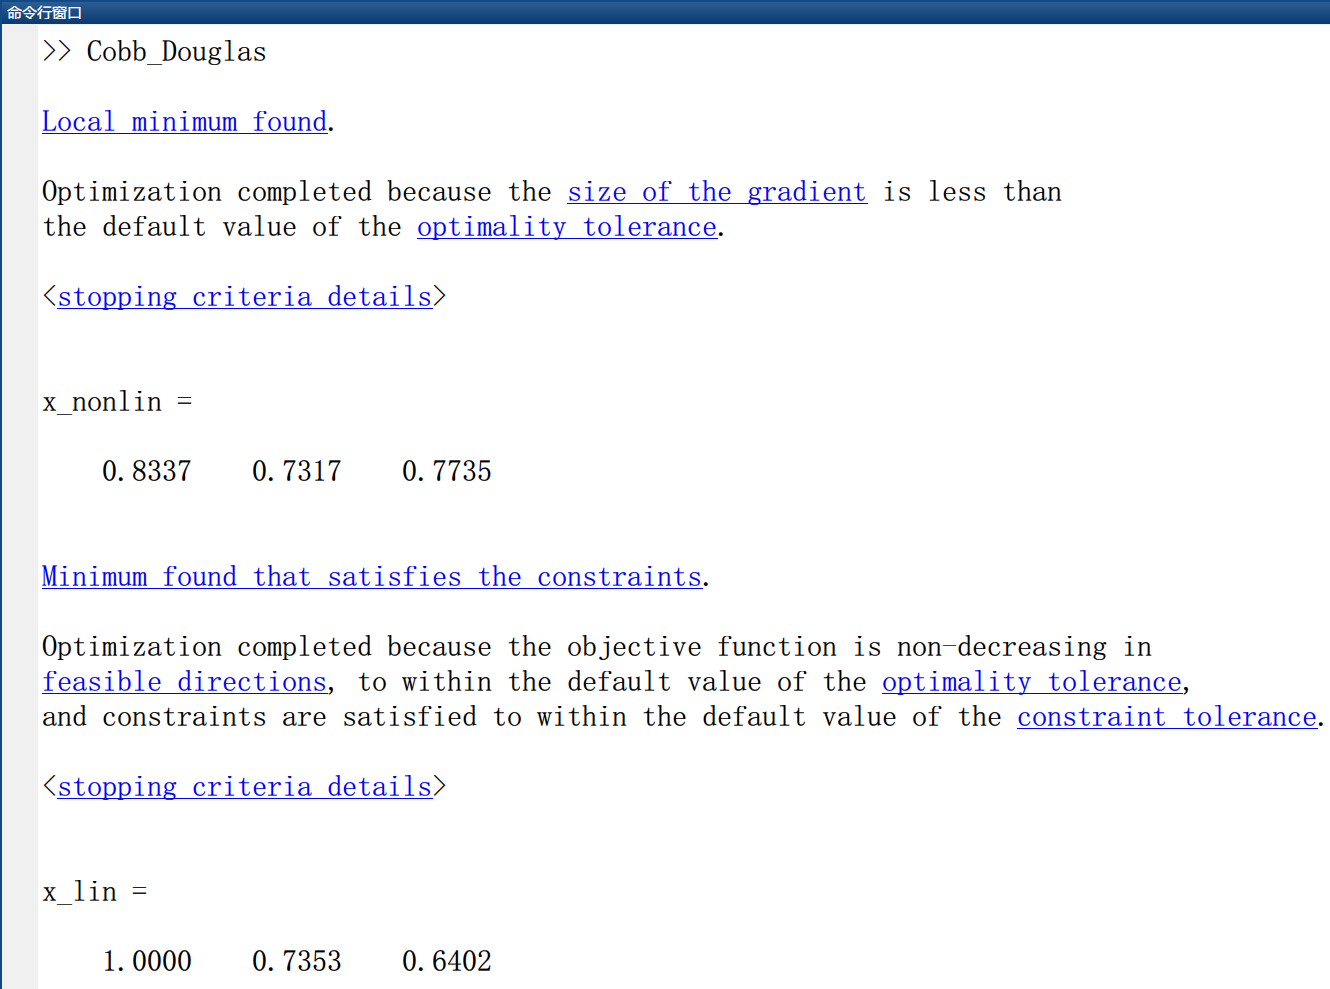 命令行窗口
>> Cobb_Douglas
Local minimum found.
Optimization completed because the size of the gradient is less than
the default value of the optimality tolerance.
<stopping criteria details>
x_nonlin =
0.8337    0.7317    0.7735
Minimum found that satisfies the constraints.
Optimization completed because the objective function is non-decreasing in
feasible directions, to within the default value of the optimality tolerance,
and constraints are satisfied to within the default value of the constraint tolerance.
<stopping criteria details>
x_lin =
1.0000    0.7353    0.6402